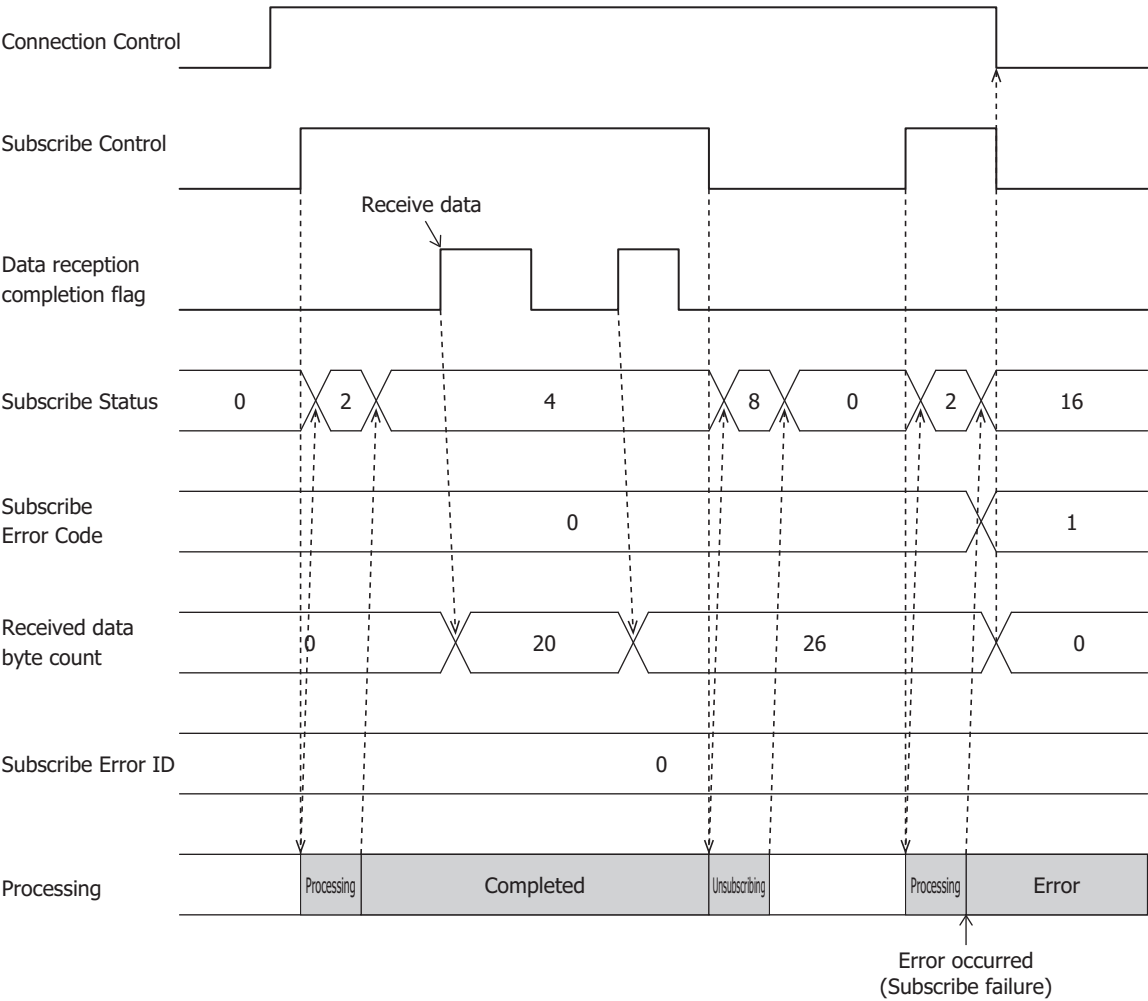 Connection Control
Subscribe Control
Receive data
Data reception
completion flag
Subscribe Status
0
2
4
8
0
2
16
Subscribe
Error Code
0
1
Received data
byte count
0
20
26
0
Subscribe Error ID
0
Processing
Processing
Completed
Unsubscribing
Processing
Error
Error occurred
(Subscribe failure)